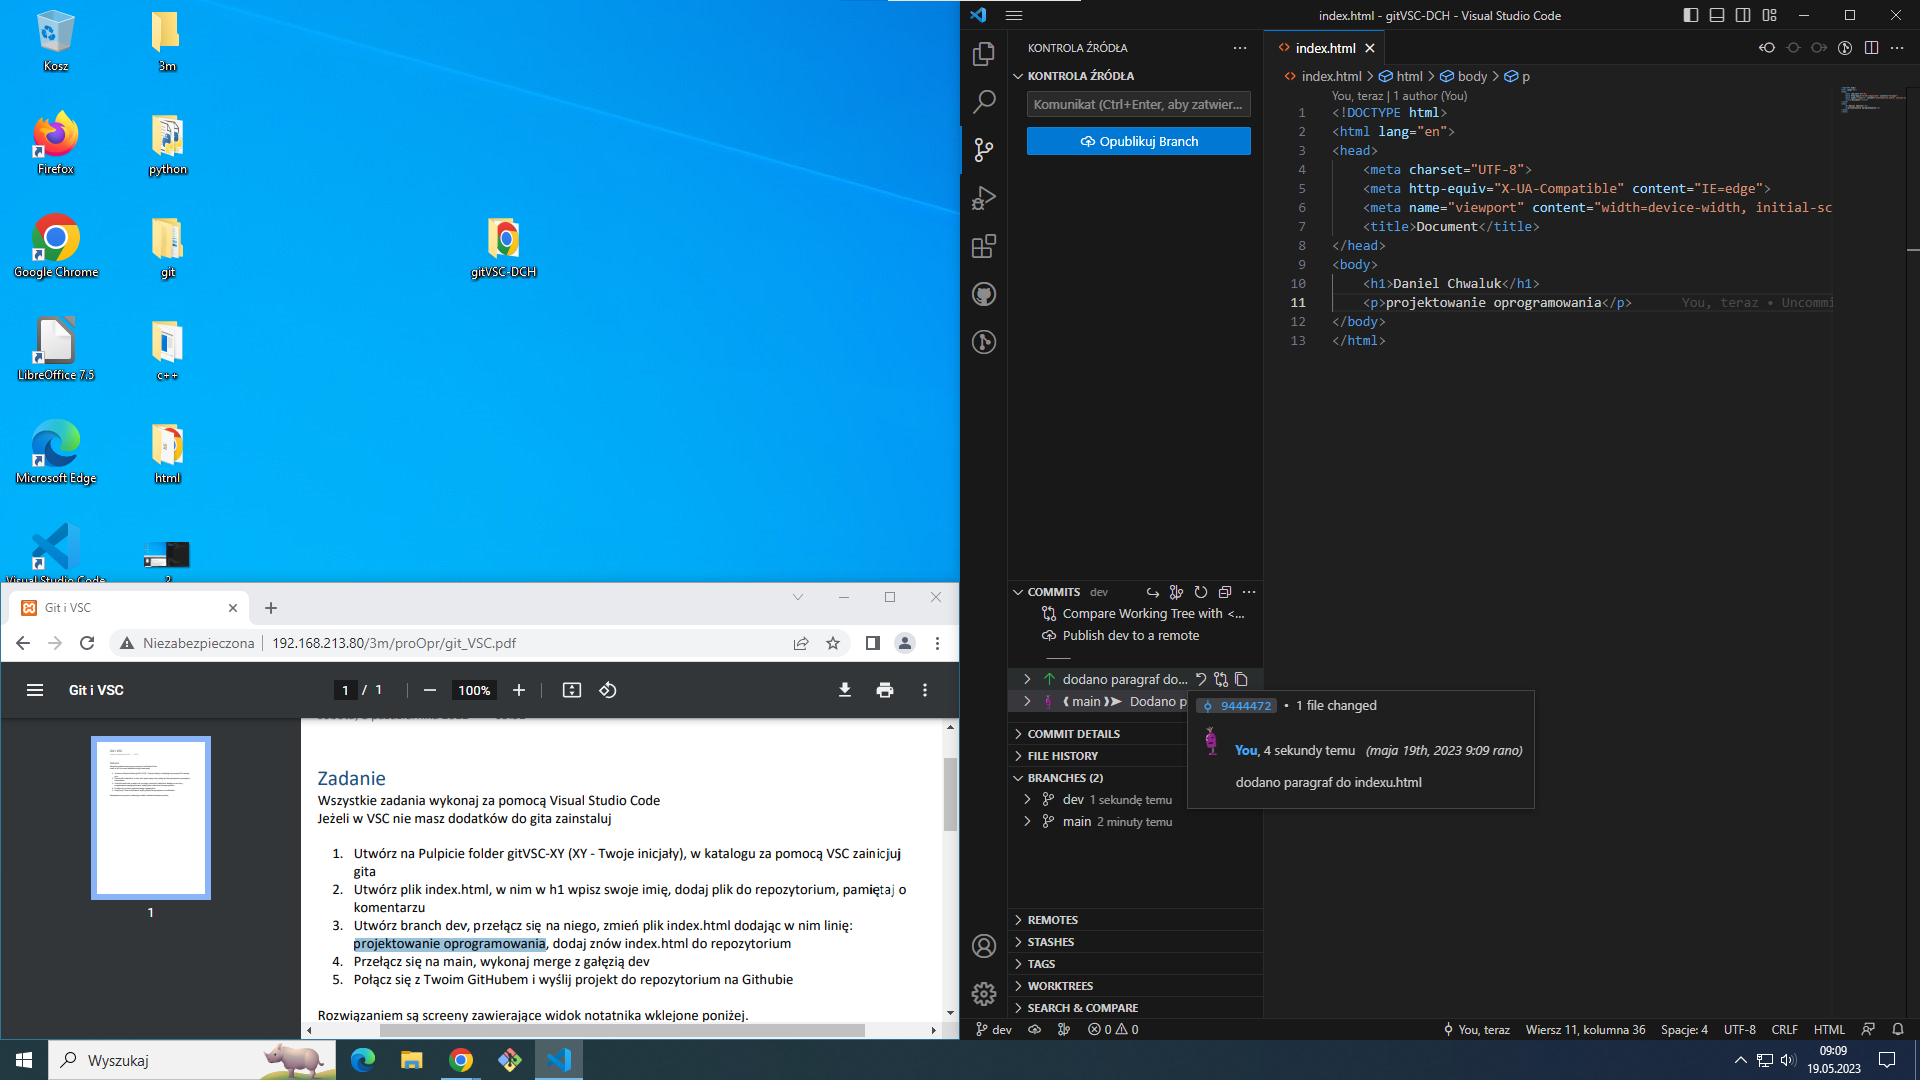 Kosz
3m
Firefox
python
Google Chrome
git
gitVSC-DCH
LibreOffice 7.5
c++
Microsoft Edge
html
Visual Studio Code
2
Git i VSC
Niezabezpieczona
192.168.213.80/3m/proOpr/git_VSC.pdf
Git i VSC
1 / 1
100%
1
Zadanie
Wszystkie zadania wykonaj za pomocą Visual Studio Code
Jeżeli w VSC nie masz dodatków do gita zainstaluj
1. Utwórz na Pulpicie folder gitVSC-XY (XY - Twoje inicjały), w katalogu za pomocą VSC zainicjuj
gita
2. Utwórz plik index.html, w nim w h1 wpisz swoje imię, dodaj plik do repozytorium, pamiętaj o
komentarzu
3. Utwórz branch dev, przełącz się na niego, zmień plik index.html dodając w nim linię:
projektowanie oprogramowania, dodaj znów index.html do repozytorium
4. Przełącz się na main, wykonaj merge z gałęzią dev
5. Połącz się z Twoim GitHubem i wyślij projekt do repozytorium na Githubie
Rozwiązaniem są screeny zawierające widok notatnika wklejone poniżej.
index.html - gitVSC-DCH - Visual Studio Code
KONTROLA ŹRÓDŁA
KONTROLA ŹRÓDŁA
Komunikat (Ctrl+Enter, aby zatwier...
Opublikuj Branch
COMMITS dev
Compare Working Tree with <...
Publish dev to a remote
dodano paragraf do...
main Dodano p
COMMIT DETAILS
FILE HISTORY
BRANCHES (2)
dev 1 sekundę temu
main 2 minuty temu
REMOTES
STASHES
TAGS
WORKTREES
SEARCH & COMPARE
9444472 • 1 file changed
You, 4 sekundy temu (maja 19th, 2023 9:09 rano)
dodano paragraf do indexu.html
index.html
index.html > html > body > p
You, teraz | 1 author (You)
1 <!DOCTYPE html>
2 <html lang="en">
3 <head>
4 <meta charset="UTF-8">
5 <meta http-equiv="X-UA-Compatible" content="IE=edge">
6 <meta name="viewport" content="width=device-width, initial-sc
7 <title>Document</title>
8 </head>
9 <body>
10 <h1>Daniel Chwaluk</h1>
11 <p>projektowanie oprogramowania</p> You, teraz • Uncommi
12 </body>
13 </html>
dev
0 0
You, teraz
Wiersz 11, kolumna 36
Spacje: 4
UTF-8
CRLF
HTML
Wyszukaj
09:09
19.05.2023